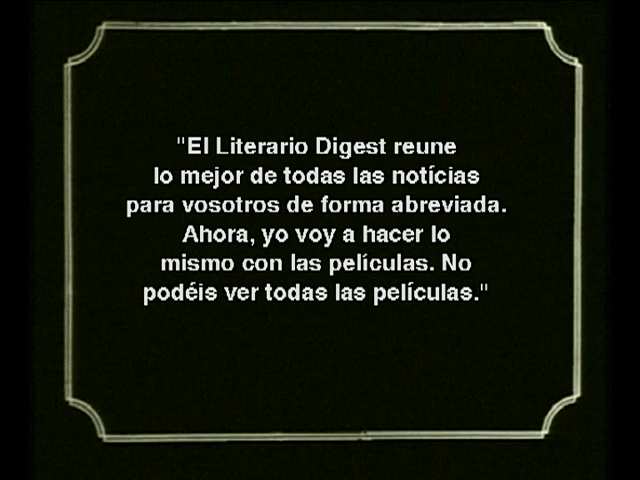 "El Literario Digest reune
lo mejor de todas las notícias
para vosotros de forma abreviada.
Ahora, yo voy a hacer lo
mismo con las películas. No
podéis ver todas las películas."